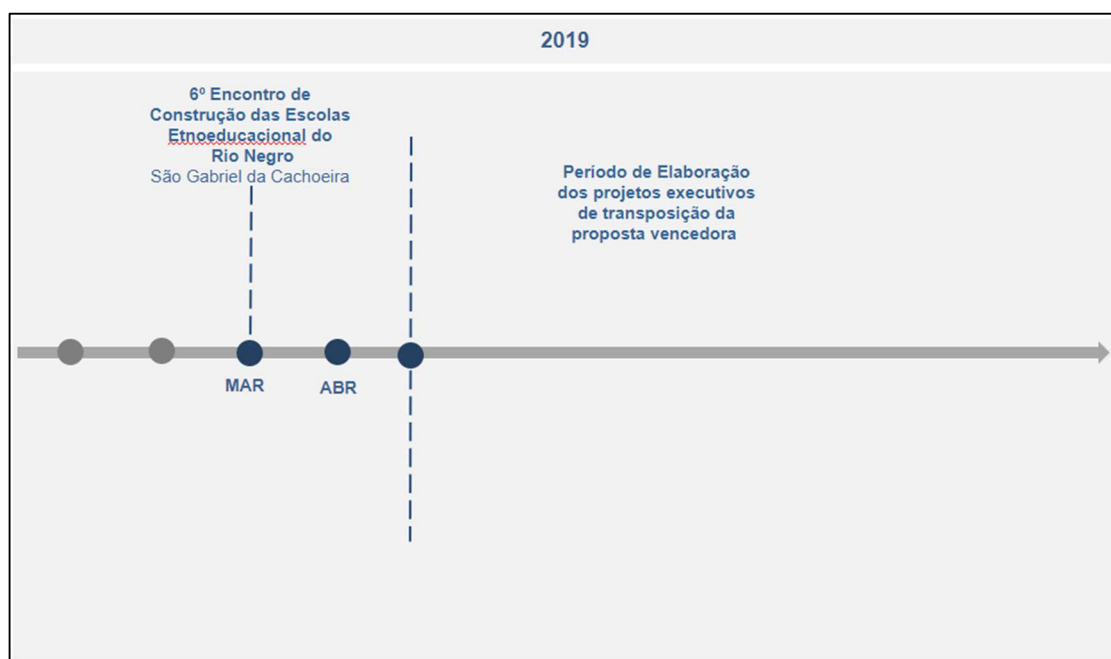 2019
6º Encontro de
Construção das Escolas
Etnoeducacional do
Rio Negro
São Gabriel da Cachoeira
Período de Elaboração
dos projetos executivos
de transposição da
proposta vencedora
MAR
ABR